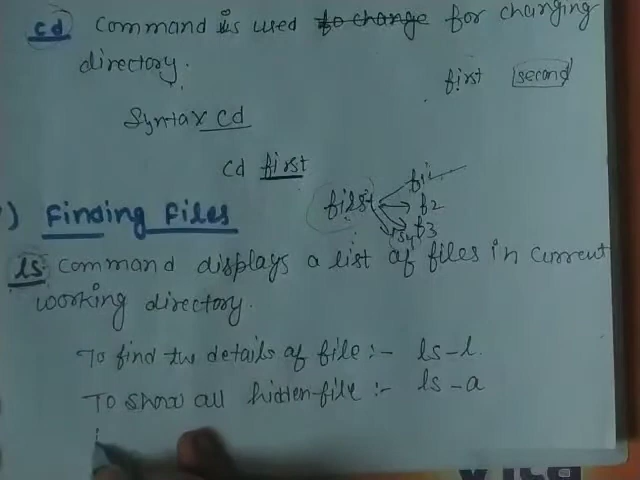 cd command is used to change for changing
directory.
first second
Syntax cd
cd first
first f1 f2 f3
) Finding Files
ls command displays a list of files in current
working directory.
To find the details of file :- ls-l.
To show all hidden-file :- ls -a